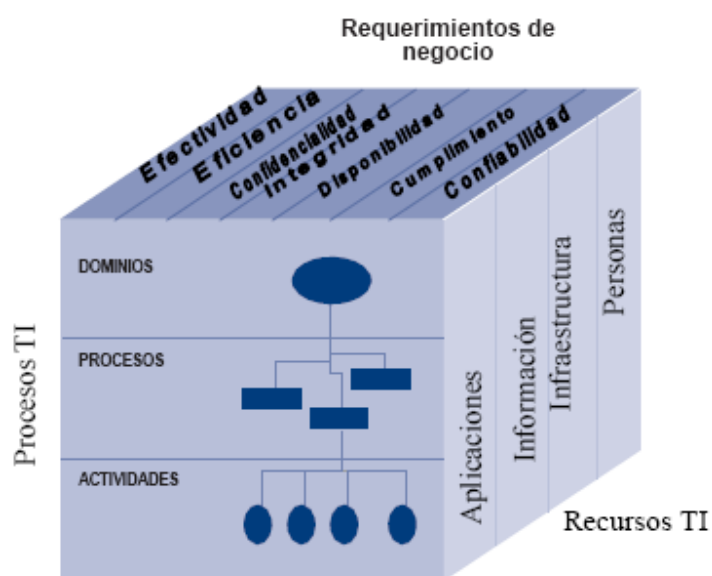 Requerimientos de
negocio
Efectividad
Eficiencia
Confidencialidad
Integridad
Disponibilidad
Cumplimiento
Confiabilidad
DOMINIOS
PROCESOS
ACTIVIDADES
Procesos TI
Aplicaciones
Información
Infraestructura
Personas
Recursos TI